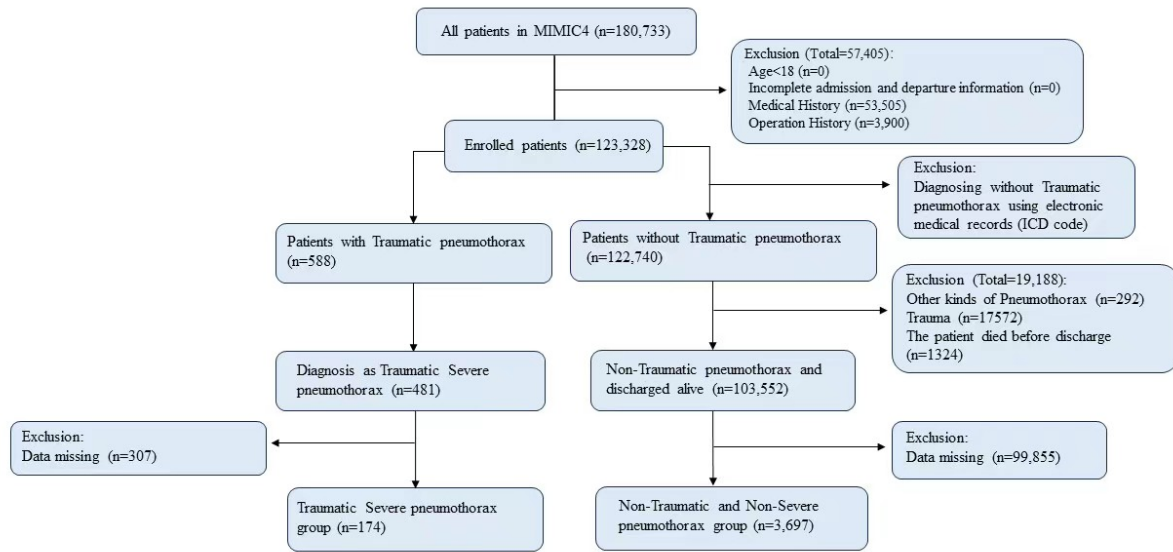 All patients in MIMIC4 (n=180,733)
Exclusion (Total=57,405):
Age<18 (n=0)
Incomplete admission and departure information (n=0)
Medical History (n=53,505)
Operation History (n=3,900)
Enrolled patients (n=123,328)
Exclusion:
Diagnosing without Traumatic
pneumothorax using electronic
medical records (ICD code)
Patients with Traumatic pneumothorax
(n=588)
Patients without Traumatic pneumothorax
(n=122,740)
Exclusion (Total=19,188):
Other kinds of Pneumothorax (n=292)
Trauma (n=17572)
The patient died before discharge
(n=1324)
Diagnosis as Traumatic Severe
pneumothorax (n=481)
Non-Traumatic pneumothorax and
discharged alive (n=103,552)
Exclusion:
Data missing (n=307)
Exclusion:
Data missing (n=99,855)
Traumatic Severe pneumothorax
group (n=174)
Non-Traumatic and Non-Severe
pneumothorax group (n=3,697)